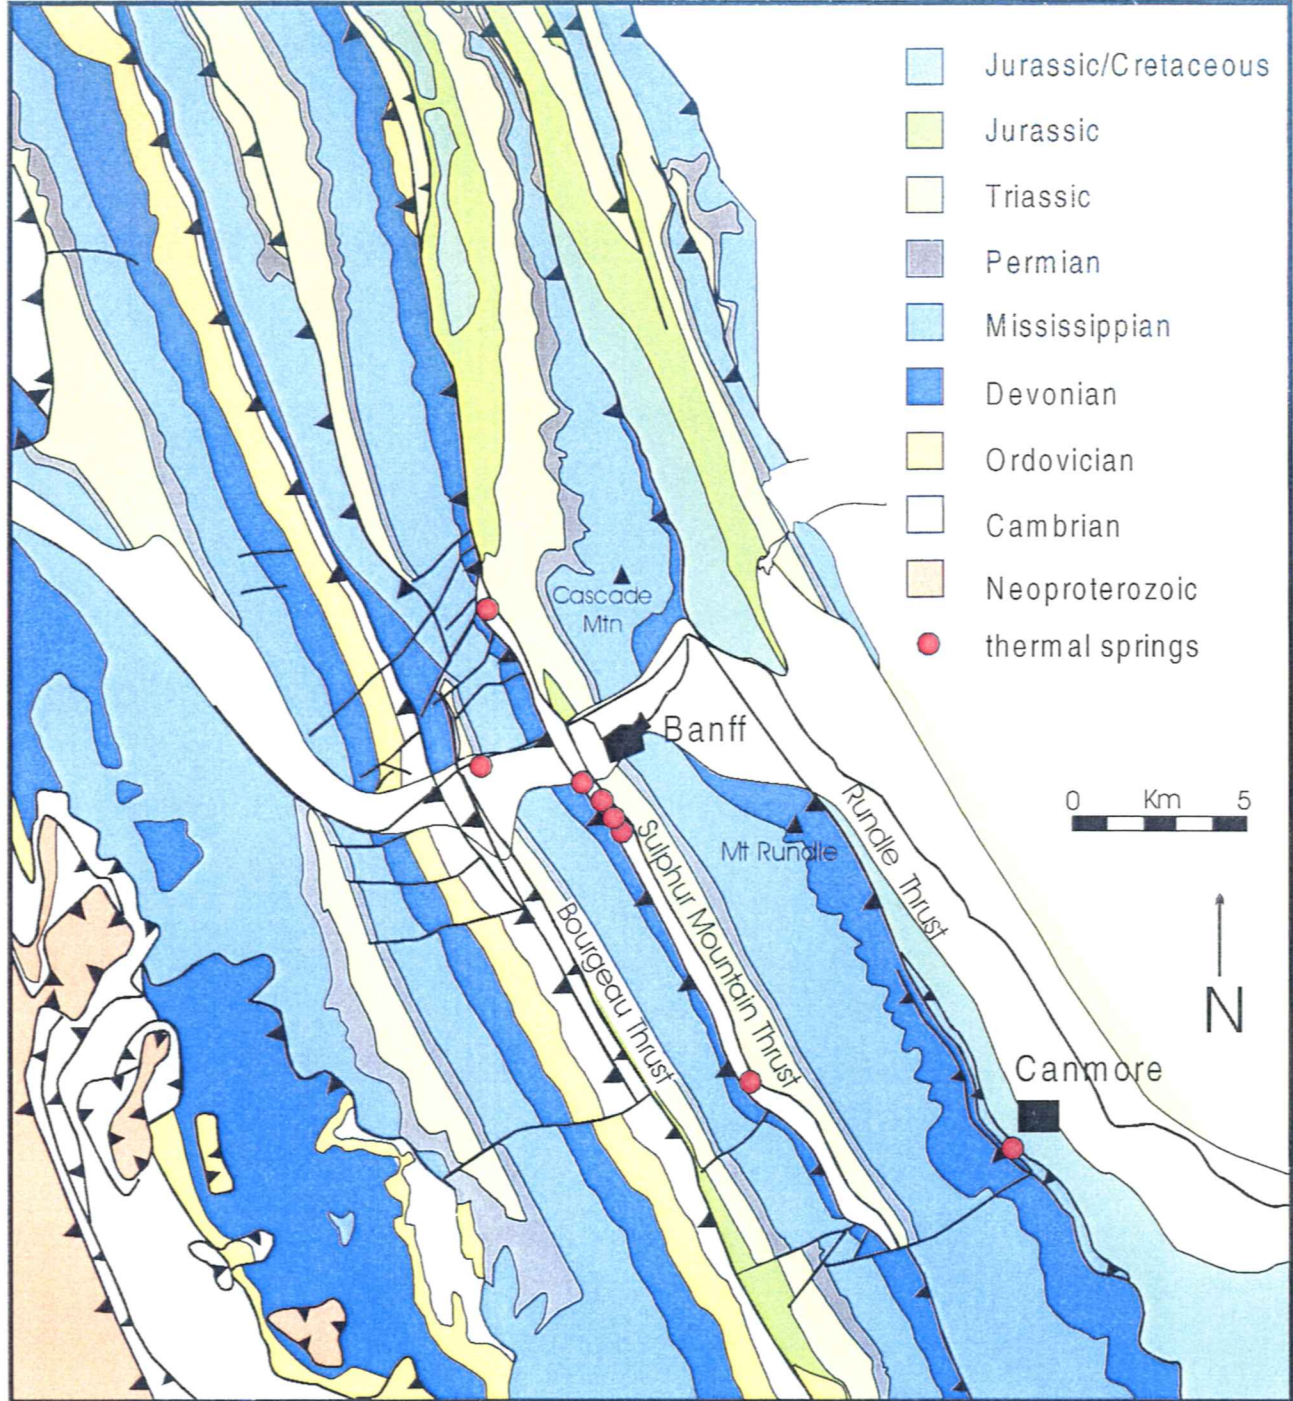 Jurassic/Cretaceous
Jurassic
Triassic
Permian
Mississippian
Devonian
Ordovician
Cambrian
Neoproterozoic
thermal springs
Cascade
Mtn
Banff
0 Km 5
Rundle Thrust
Mt Rundle
Sulphur Mountain Thrust
Bourgeau Thrust
N
Canmore